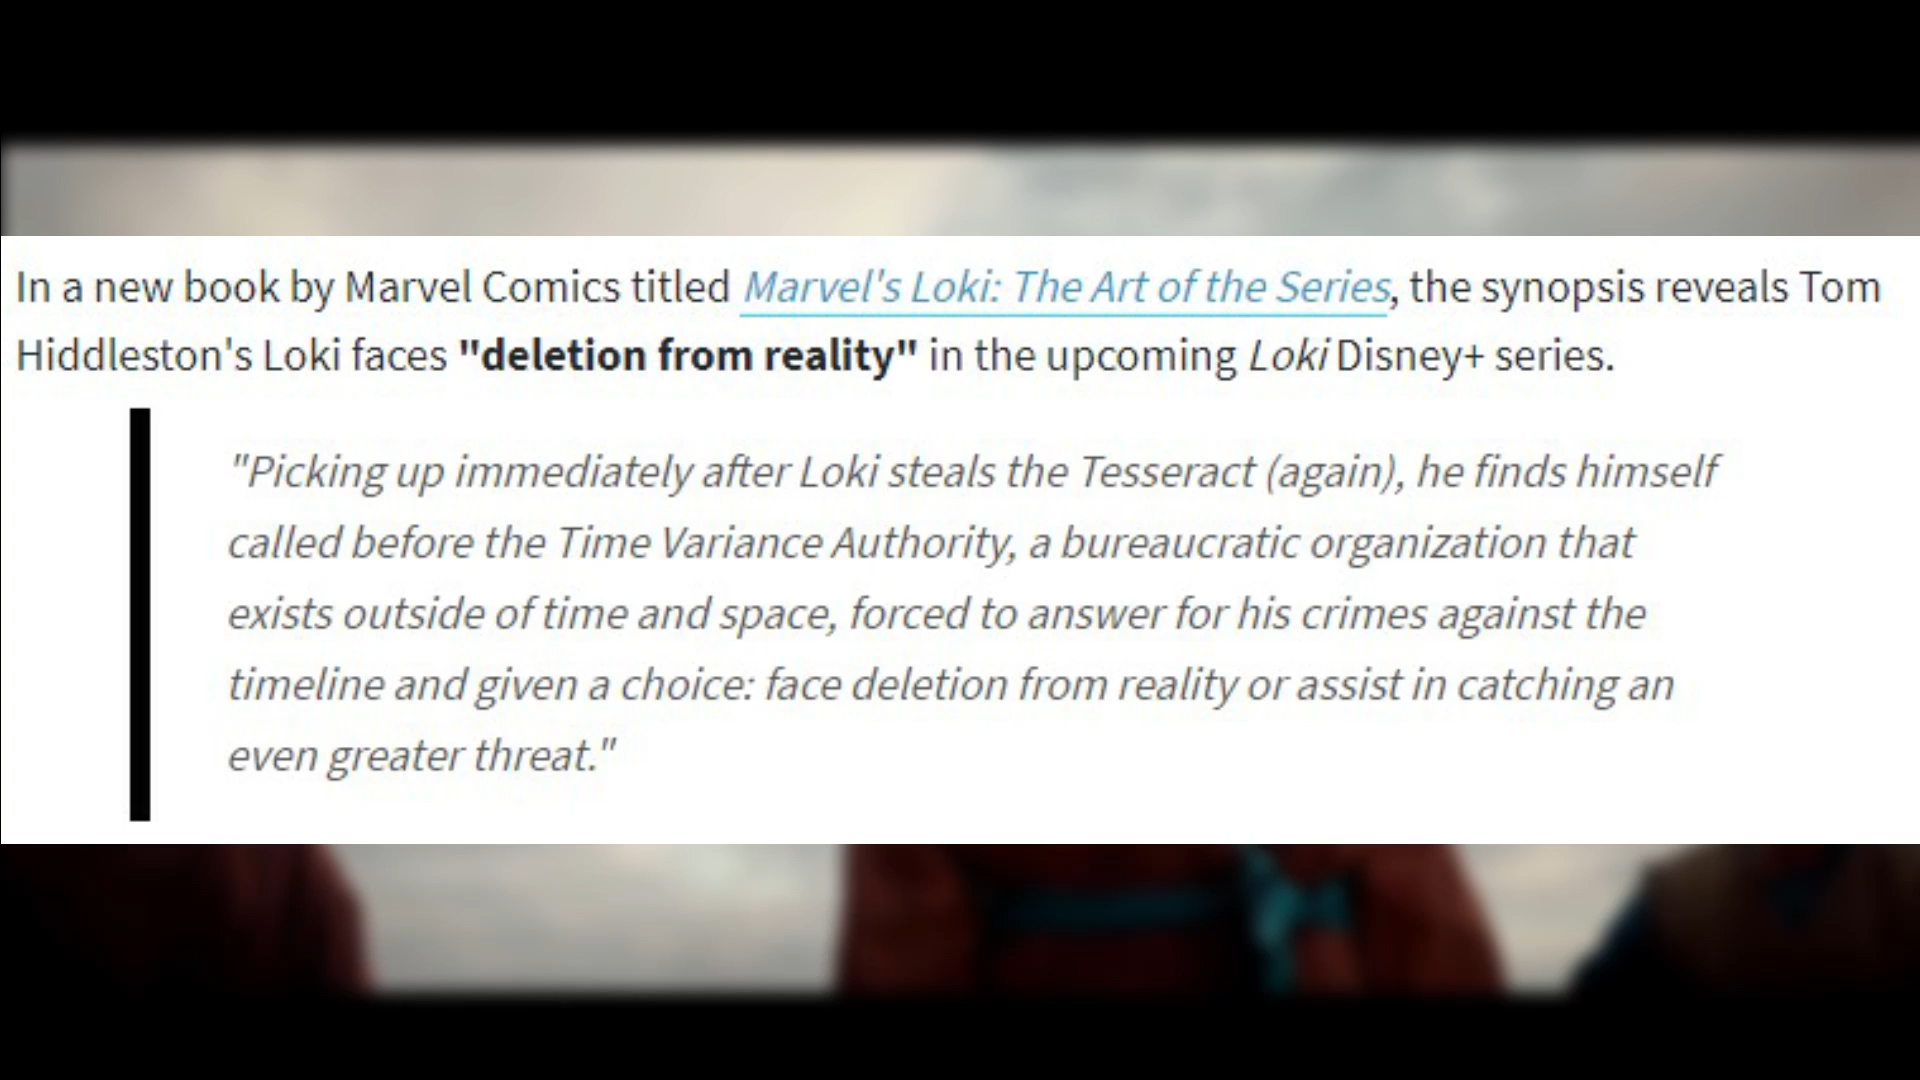 In a new book by Marvel Comics titled Marvel's Loki: The Art of the Series, the synopsis reveals Tom
Hiddleston's Loki faces "deletion from reality" in the upcoming Loki Disney+ series.
"Picking up immediately after Loki steals the Tesseract (again), he finds himself
called before the Time Variance Authority, a bureaucratic organization that
exists outside of time and space, forced to answer for his crimes against the
timeline and given a choice: face deletion from reality or assist in catching an
even greater threat."